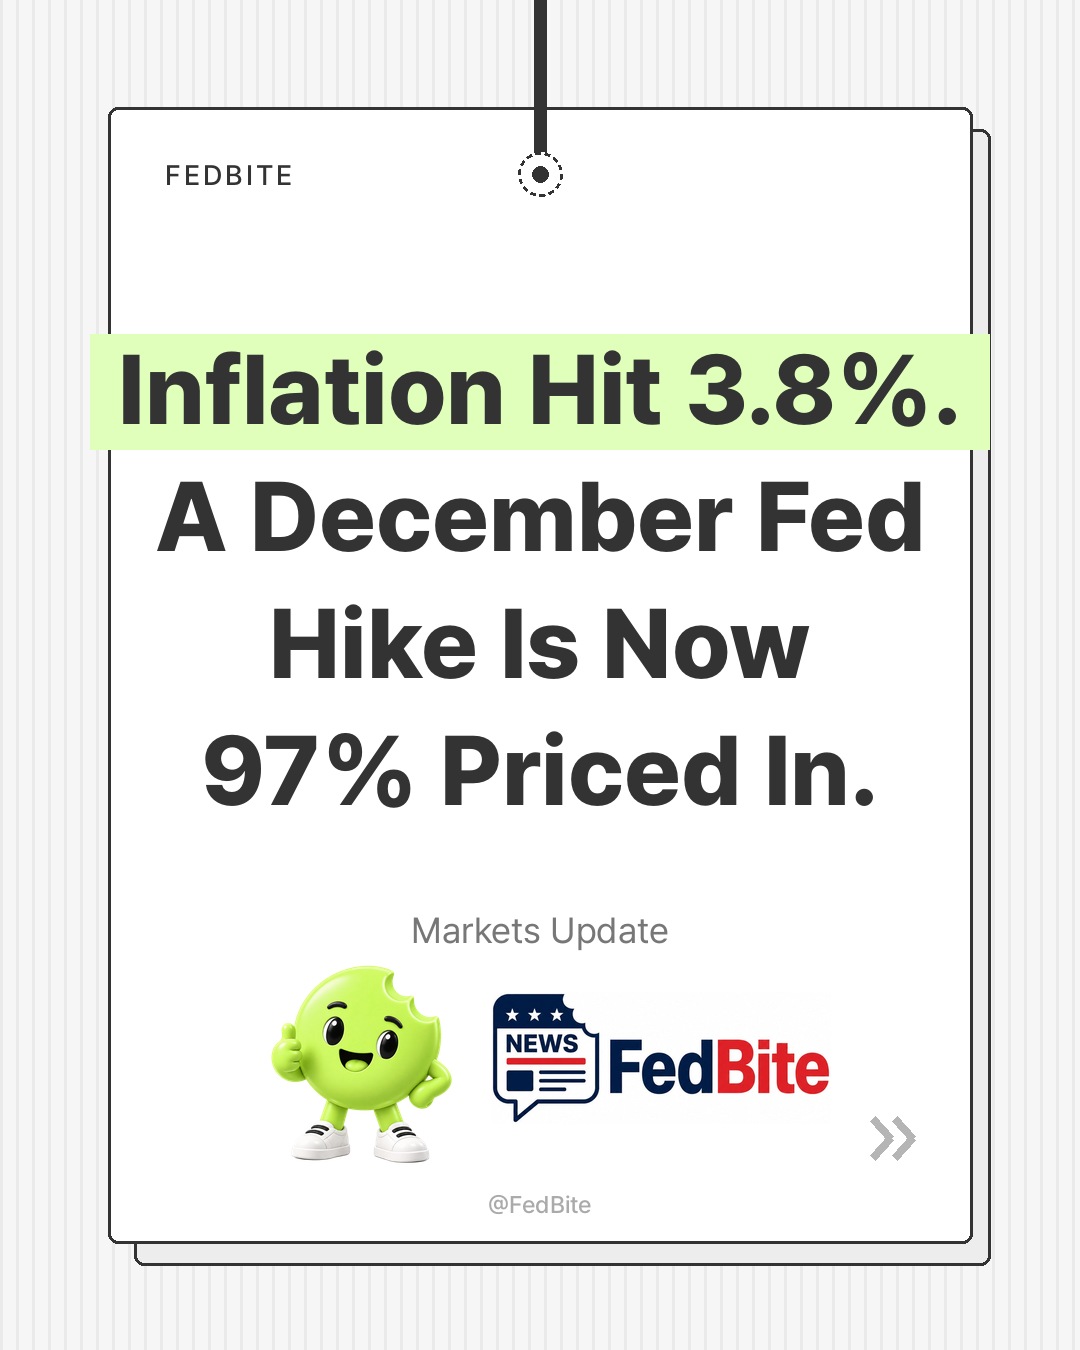 FEDBITE
Inflation Hit 3.8%.
A December Fed
Hike Is Now
97% Priced In.
Markets Update
NEWS
FedBite
@FedBite